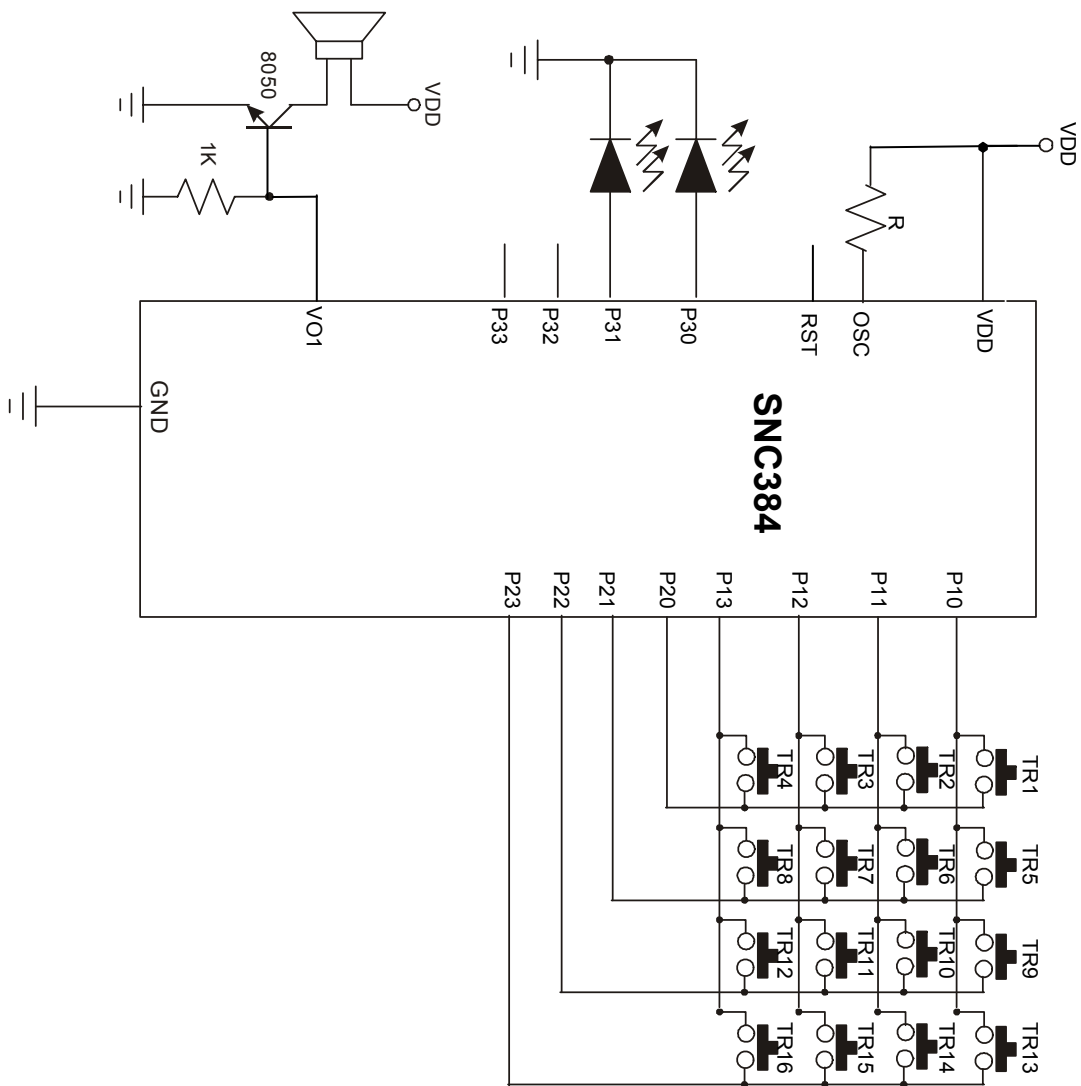 VDD
R
VDD
OSC
RST
P30
P31
P32
P33
VDD
8050
1K
VO1
GND
SNC384
P10
P11
P12
P13
P20
P21
P22
P23
TR1
TR2
TR3
TR4
TR5
TR6
TR7
TR8
TR9
TR10
TR11
TR12
TR13
TR14
TR15
TR16